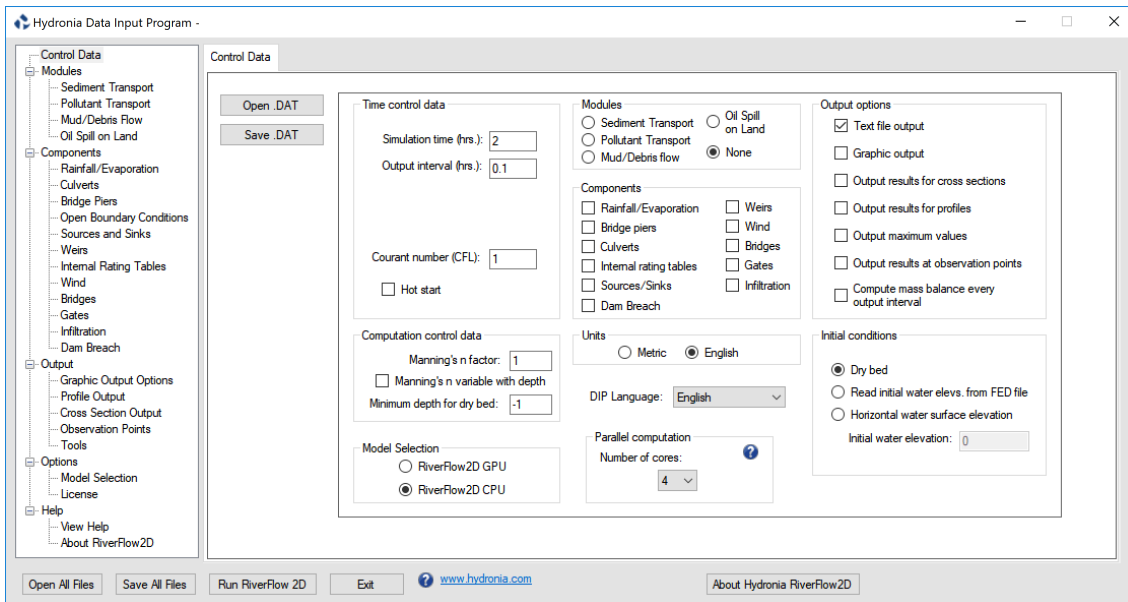 Hydronia Data Input Program -
Control Data
Modules
Sediment Transport
Pollutant Transport
Mud/Debris Flow
Oil Spill on Land
Components
Rainfall/Evaporation
Culverts
Bridge Piers
Open Boundary Conditions
Sources and Sinks
Weirs
Internal Rating Tables
Wind
Bridges
Gates
Infiltration
Dam Breach
Output
Graphic Output Options
Profile Output
Cross Section Output
Observation Points
Tools
Options
Model Selection
License
Help
View Help
About RiverFlow2D
Control Data
Open .DAT
Save .DAT
Time control data
Simulation time (hrs.): 2
Output interval (hrs.): 0.1
Courant number (CFL): 1
Hot start
Computation control data
Manning's n factor: 1
Manning's n variable with depth
Minimum depth for dry bed: -1
Model Selection
RiverFlow2D GPU
RiverFlow2D CPU
Modules
Sediment Transport
Pollutant Transport
Mud/Debris flow
Oil Spill
on Land
None
Components
Rainfall/Evaporation
Bridge piers
Culverts
Internal rating tables
Sources/Sinks
Dam Breach
Weirs
Wind
Bridges
Gates
Infiltration
Units
Metric
English
DIP Language: English
Parallel computation
Number of cores:
?
4
Output options
Text file output
Graphic output
Output results for cross sections
Output results for profiles
Output maximum values
Output results at observation points
Compute mass balance every
output interval
Initial conditions
Dry bed
Read initial water elevs. from FED file
Horizontal water surface elevation
Initial water elevation: 0
Open All Files
Save All Files
Run RiverFlow 2D
Exit
?
www.hydronia.com
About Hydronia RiverFlow2D